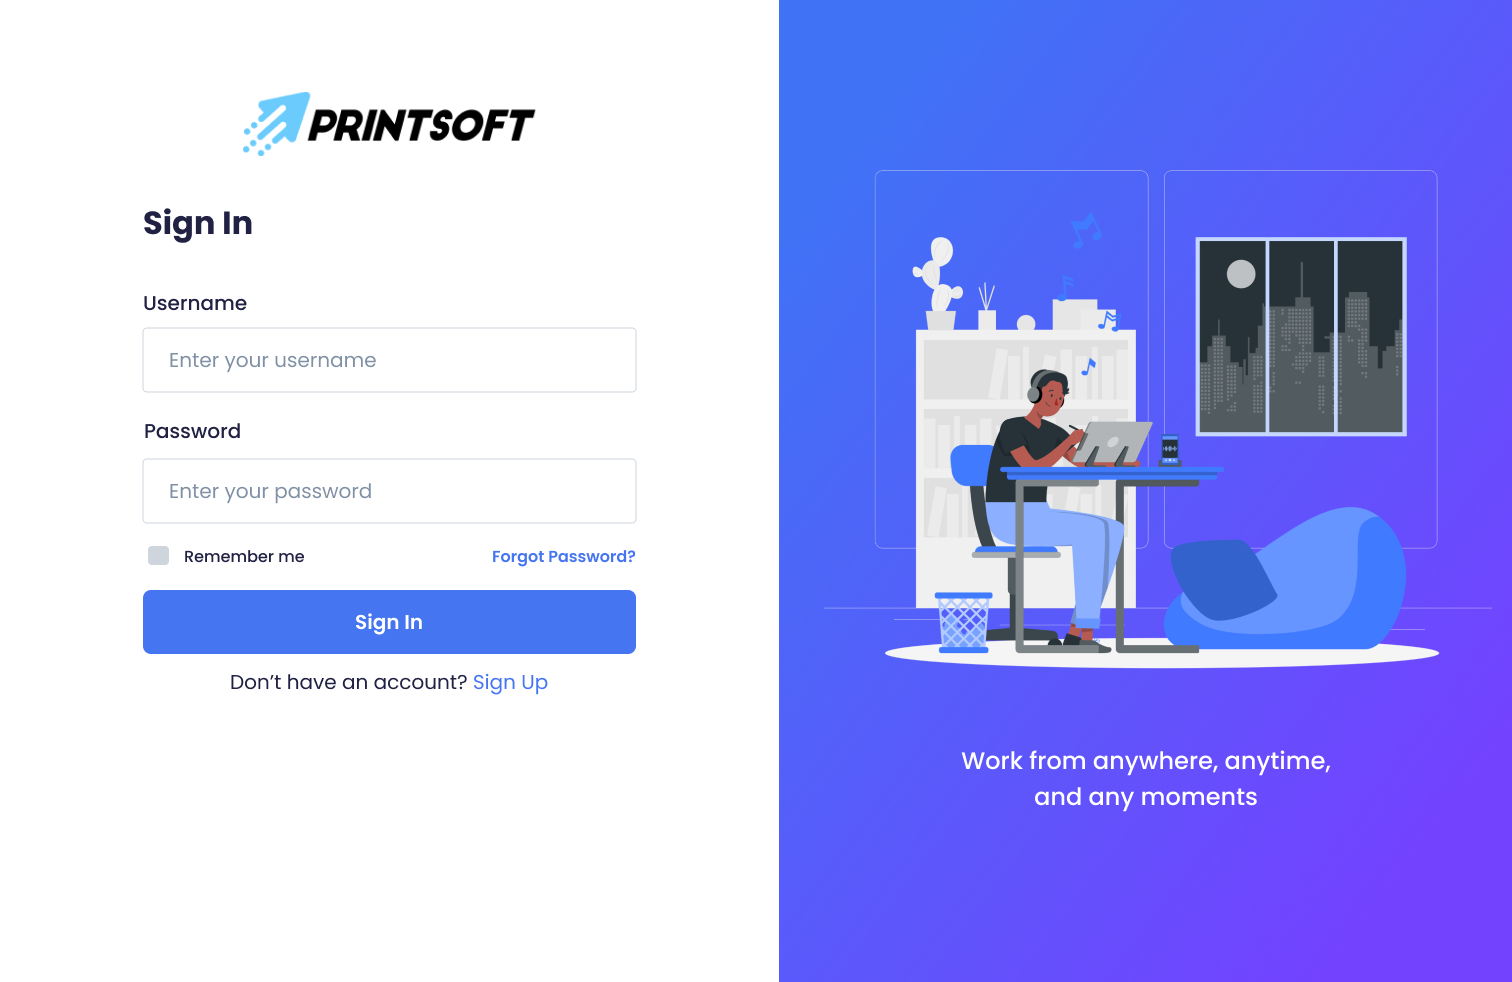 PRINTSOFT
Sign In
Username
Enter your username
Password
Enter your password
Remember me
Forgot Password?
Sign In
Don’t have an account? Sign Up
Work from anywhere, anytime,
and any moments